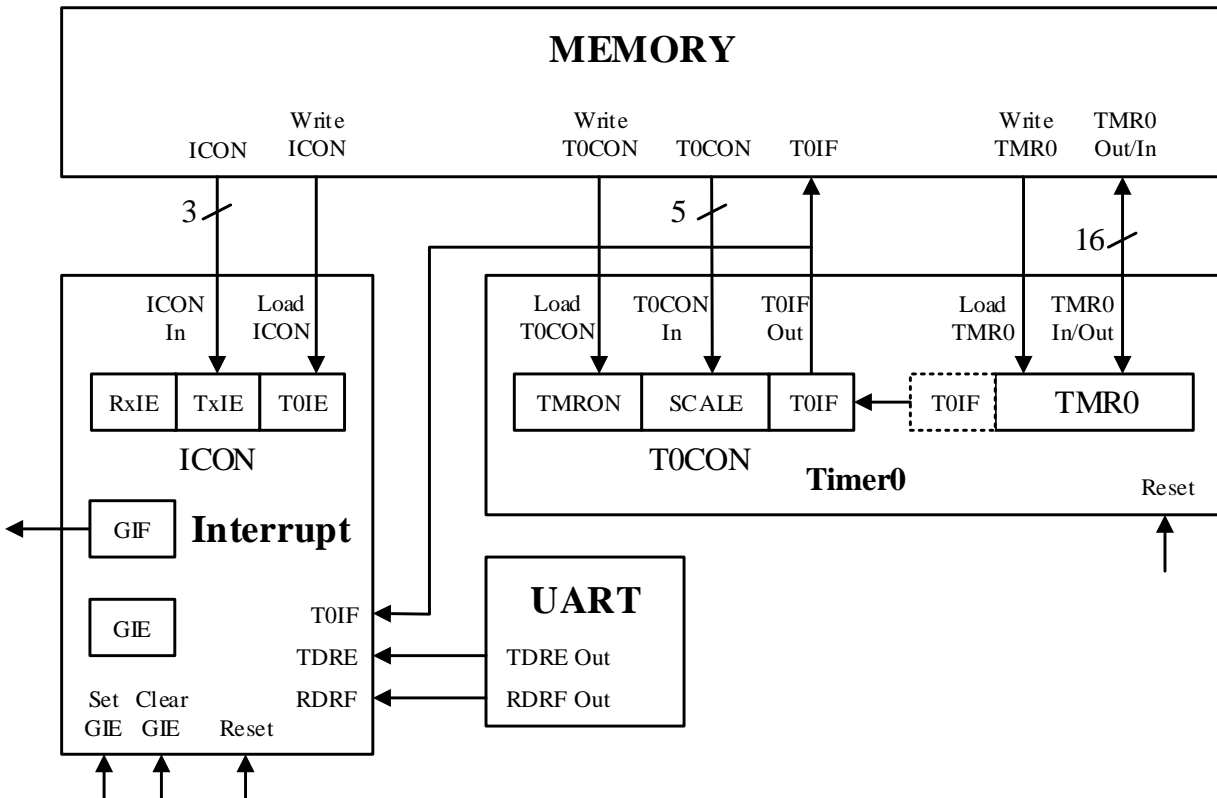 MEMORY
ICON
Write
ICON
Write
T0CON
T0CON
T0IF
Write
TMR0
TMR0
Out/In
3
5
16
ICON
In
Load
ICON
RxIE
TxIE
T0IE
ICON
GIF
Interrupt
GIE
T0IF
TDRE
RDRF
Set
GIE
Clear
GIE
Reset
Load
T0CON
T0CON
In
T0IF
Out
Load
TMR0
TMR0
In/Out
TMRON
SCALE
T0IF
T0IF
TMR0
T0CON
Timer0
Reset
UART
TDRE Out
RDRF Out